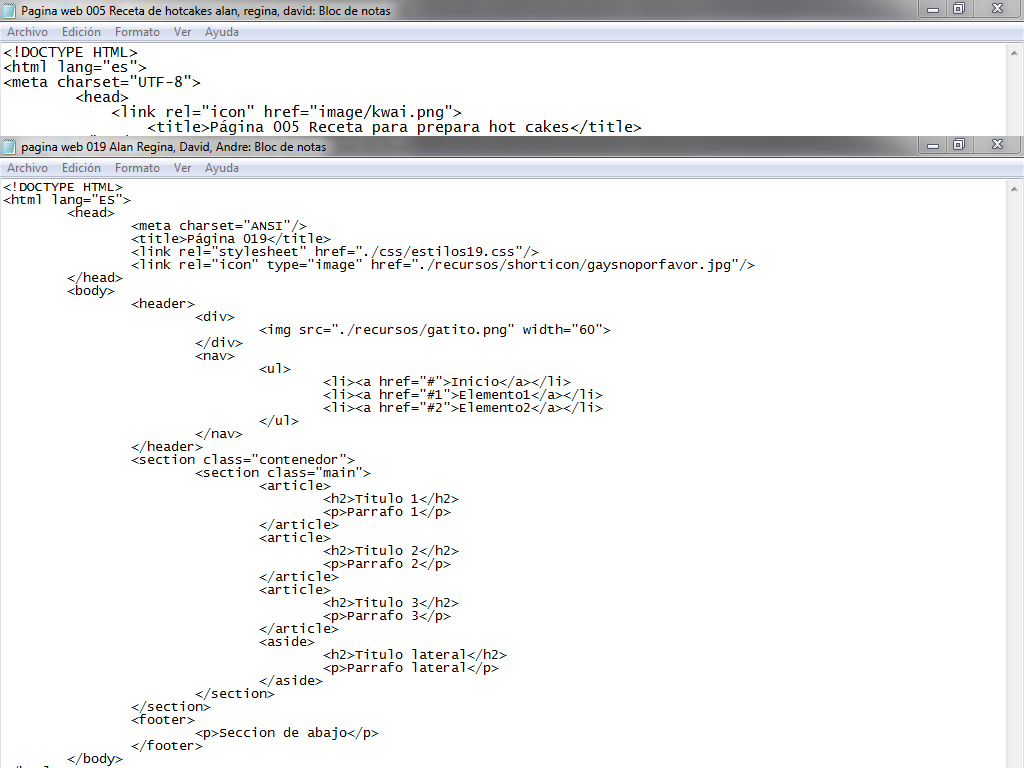 Pagina web 005 Receta de hotcakes alan, regina, david: Bloc de notas
Archivo Edición Formato Ver Ayuda
<!DOCTYPE HTML>
<html lang="es">
<meta charset="UTF-8">
<head>
<link rel="icon" href="image/kwai.png">
<title>Página 005 Receta para prepara hot cakes</title>
pagina web 019 Alan Regina, David, Andre: Bloc de notas
Archivo Edición Formato Ver Ayuda
<!DOCTYPE HTML>
<html lang="ES">
<head>
<meta charset="ANSI"/>
<title>Página 019</title>
<link rel="stylesheet" href="./css/estilos19.css"/>
<link rel="icon" type="image" href="./recursos/shorticon/gaysnoporfavor.jpg"/>
</head>
<body>
<header>
<div>
<img src="./recursos/gatito.png" width="60">
</div>
<nav>
<ul>
<li><a href="#">Inicio</a></li>
<li><a href="#1">Elemento1</a></li>
<li><a href="#2">Elemento2</a></li>
</ul>
</nav>
</header>
<section class="contenedor">
<section class="main">
<article>
<h2>Titulo 1</h2>
<p>Parrafo 1</p>
</article>
<article>
<h2>Titulo 2</h2>
<p>Parrafo 2</p>
</article>
<article>
<h2>Titulo 3</h2>
<p>Parrafo 3</p>
</article>
<aside>
<h2>Titulo lateral</h2>
<p>Parrafo lateral</p>
</aside>
</section>
</section>
<footer>
<p>Seccion de abajo</p>
</footer>
</body>